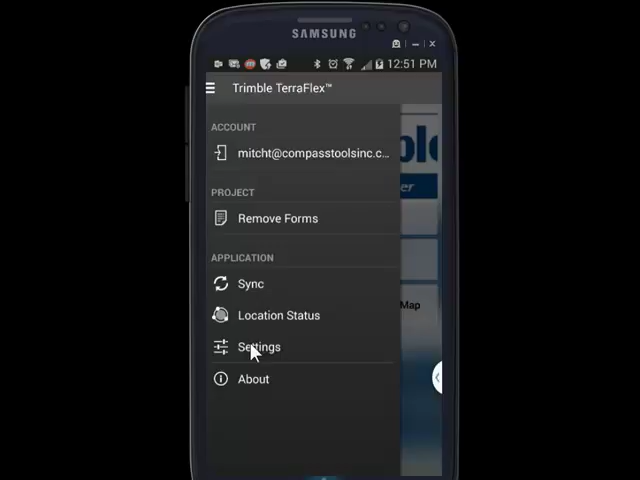 SAMSUNG
12:51 PM
Trimble TerraFlex™
ACCOUNT
mitcht@compasstoolsinc.c...
PROJECT
Remove Forms
APPLICATION
Sync
Location Status
Map
Settings
About